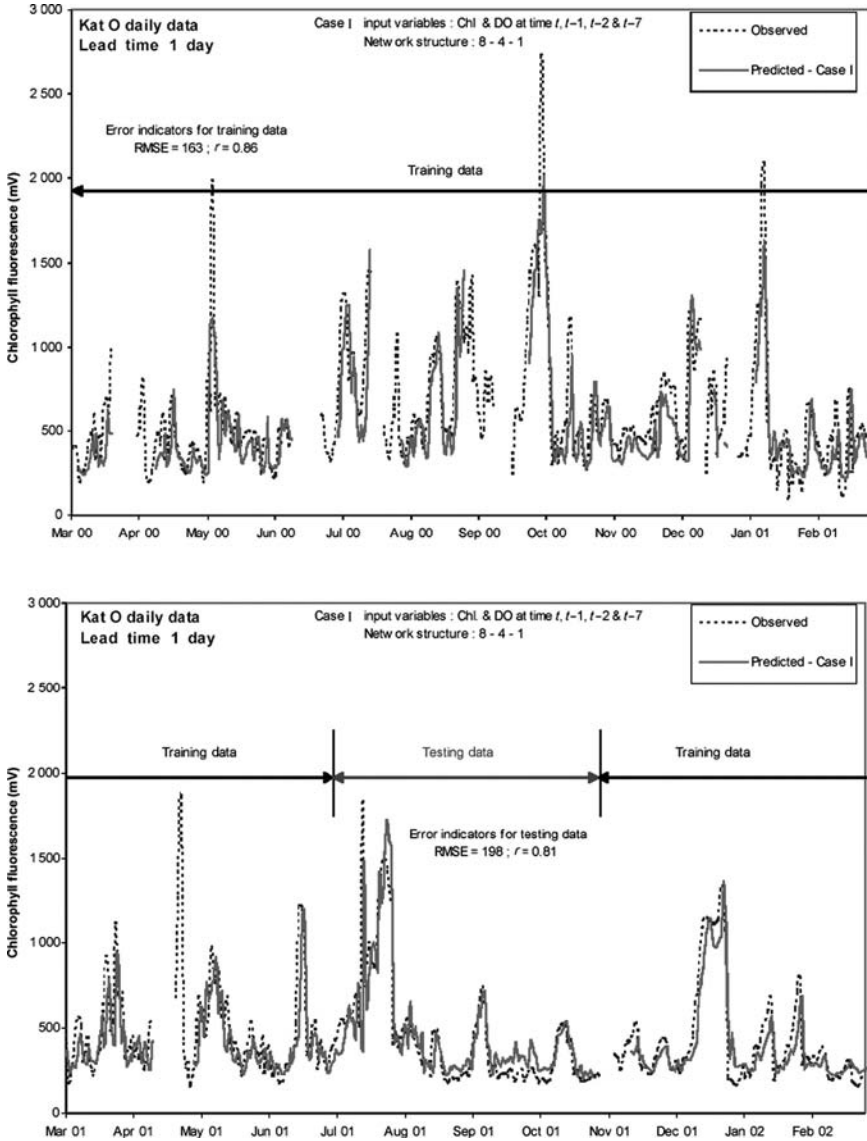 3 000
Kat O daily data
Lead time 1 day
Case I input variables : Chl. & DO at time t, t−1, t−2 & t−7
Network structure : 8 - 4 - 1
Observed
Predicted - Case I
2 500
Error indicators for training data
RMSE = 163 ; r = 0.86
2 000
Training data
Chlorophyll fluorescence (mV)
1 500
1 000
500
0
Mar 00 Apr 00 May 00 Jun 00 Jul 00 Aug 00 Sep 00 Oct 00 Nov 00 Dec 00 Jan 01 Feb 01
3 000
Kat O daily data
Lead time 1 day
Case I input variables : Chl. & DO at time t, t−1, t−2 & t−7
Network structure : 8 - 4 - 1
Observed
Predicted - Case I
2 500
Training data Testing data Training data
2 000
Error indicators for testing data
RMSE = 198 ; r = 0.81
Chlorophyll fluorescence (mV)
1 500
1 000
500
0
Mar 01 Apr 01 May 01 Jun 01 Jul 01 Aug 01 Sep 01 Oct 01 Nov 01 Dec 01 Jan 02 Feb 02